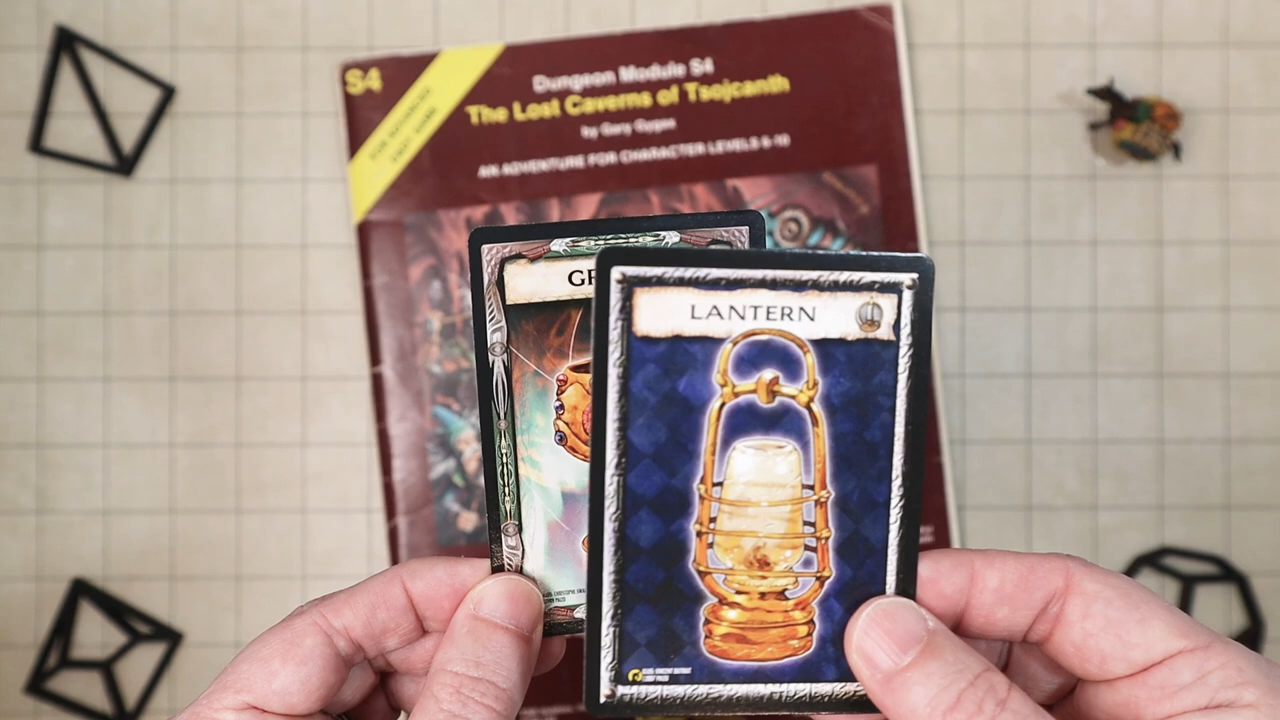 S4
Dungeon Module S4
The Lost Caverns of Tsojcanth
by Gary Gygax
AN ADVENTURE FOR CHARACTER LEVELS 6-10
GR
LANTERN